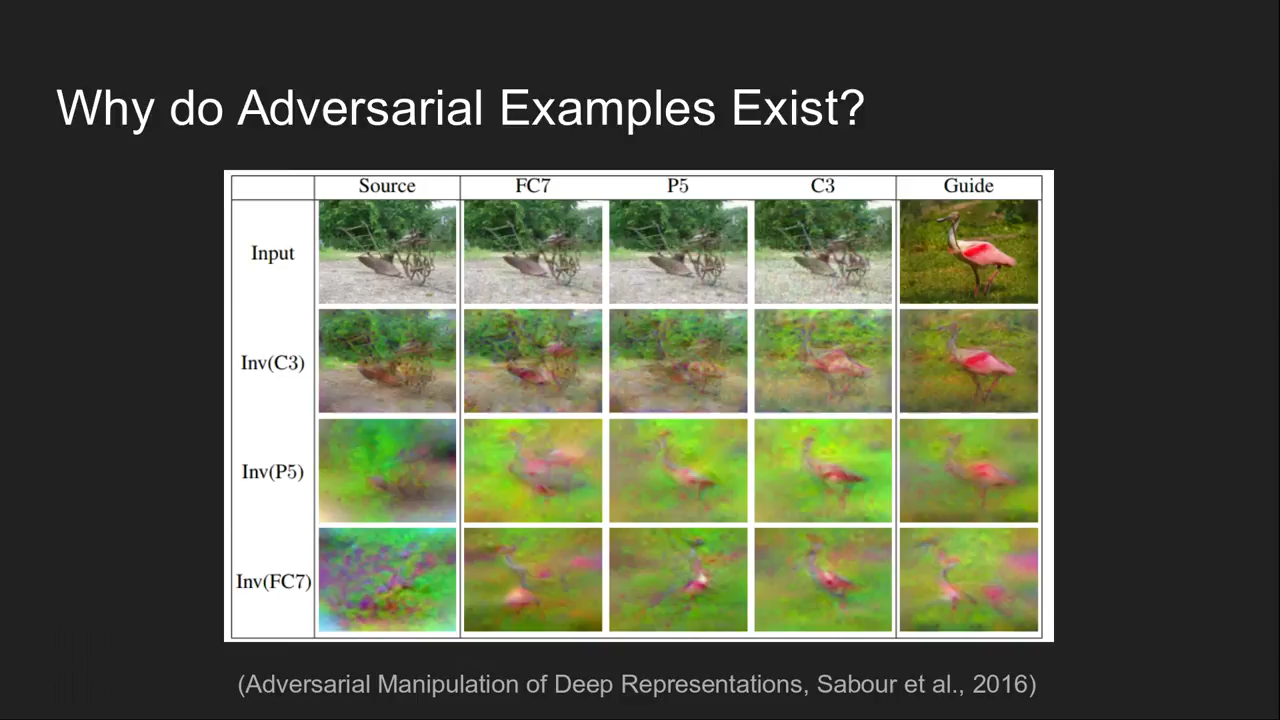 Why do Adversarial Examples Exist?
Source FC7 P5 C3 Guide
Input
Inv(C3)
Inv(P5)
Inv(FC7)
(Adversarial Manipulation of Deep Representations, Sabour et al., 2016)